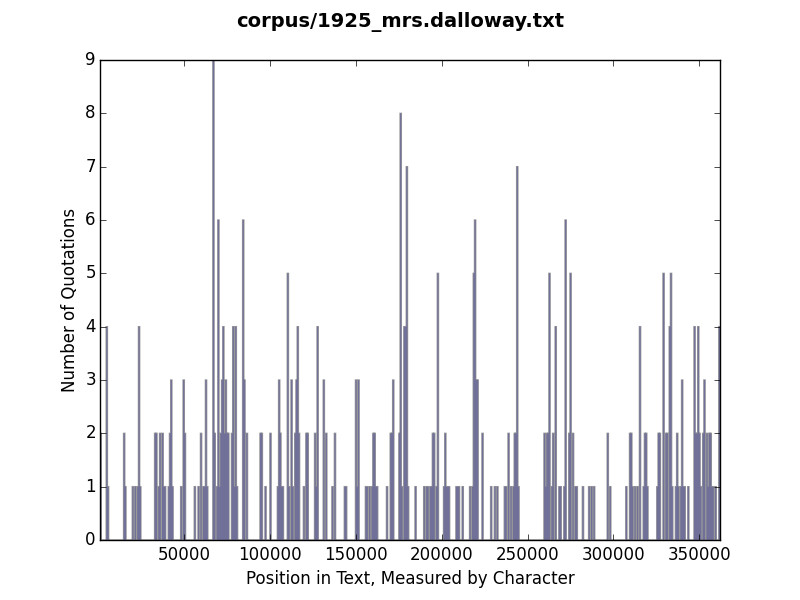 corpus/1925_mrs.dalloway.txt
9
8
7
6
5
4
3
2
1
0
Number of Quotations
50000 100000 150000 200000 250000 300000 350000
Position in Text, Measured by Character